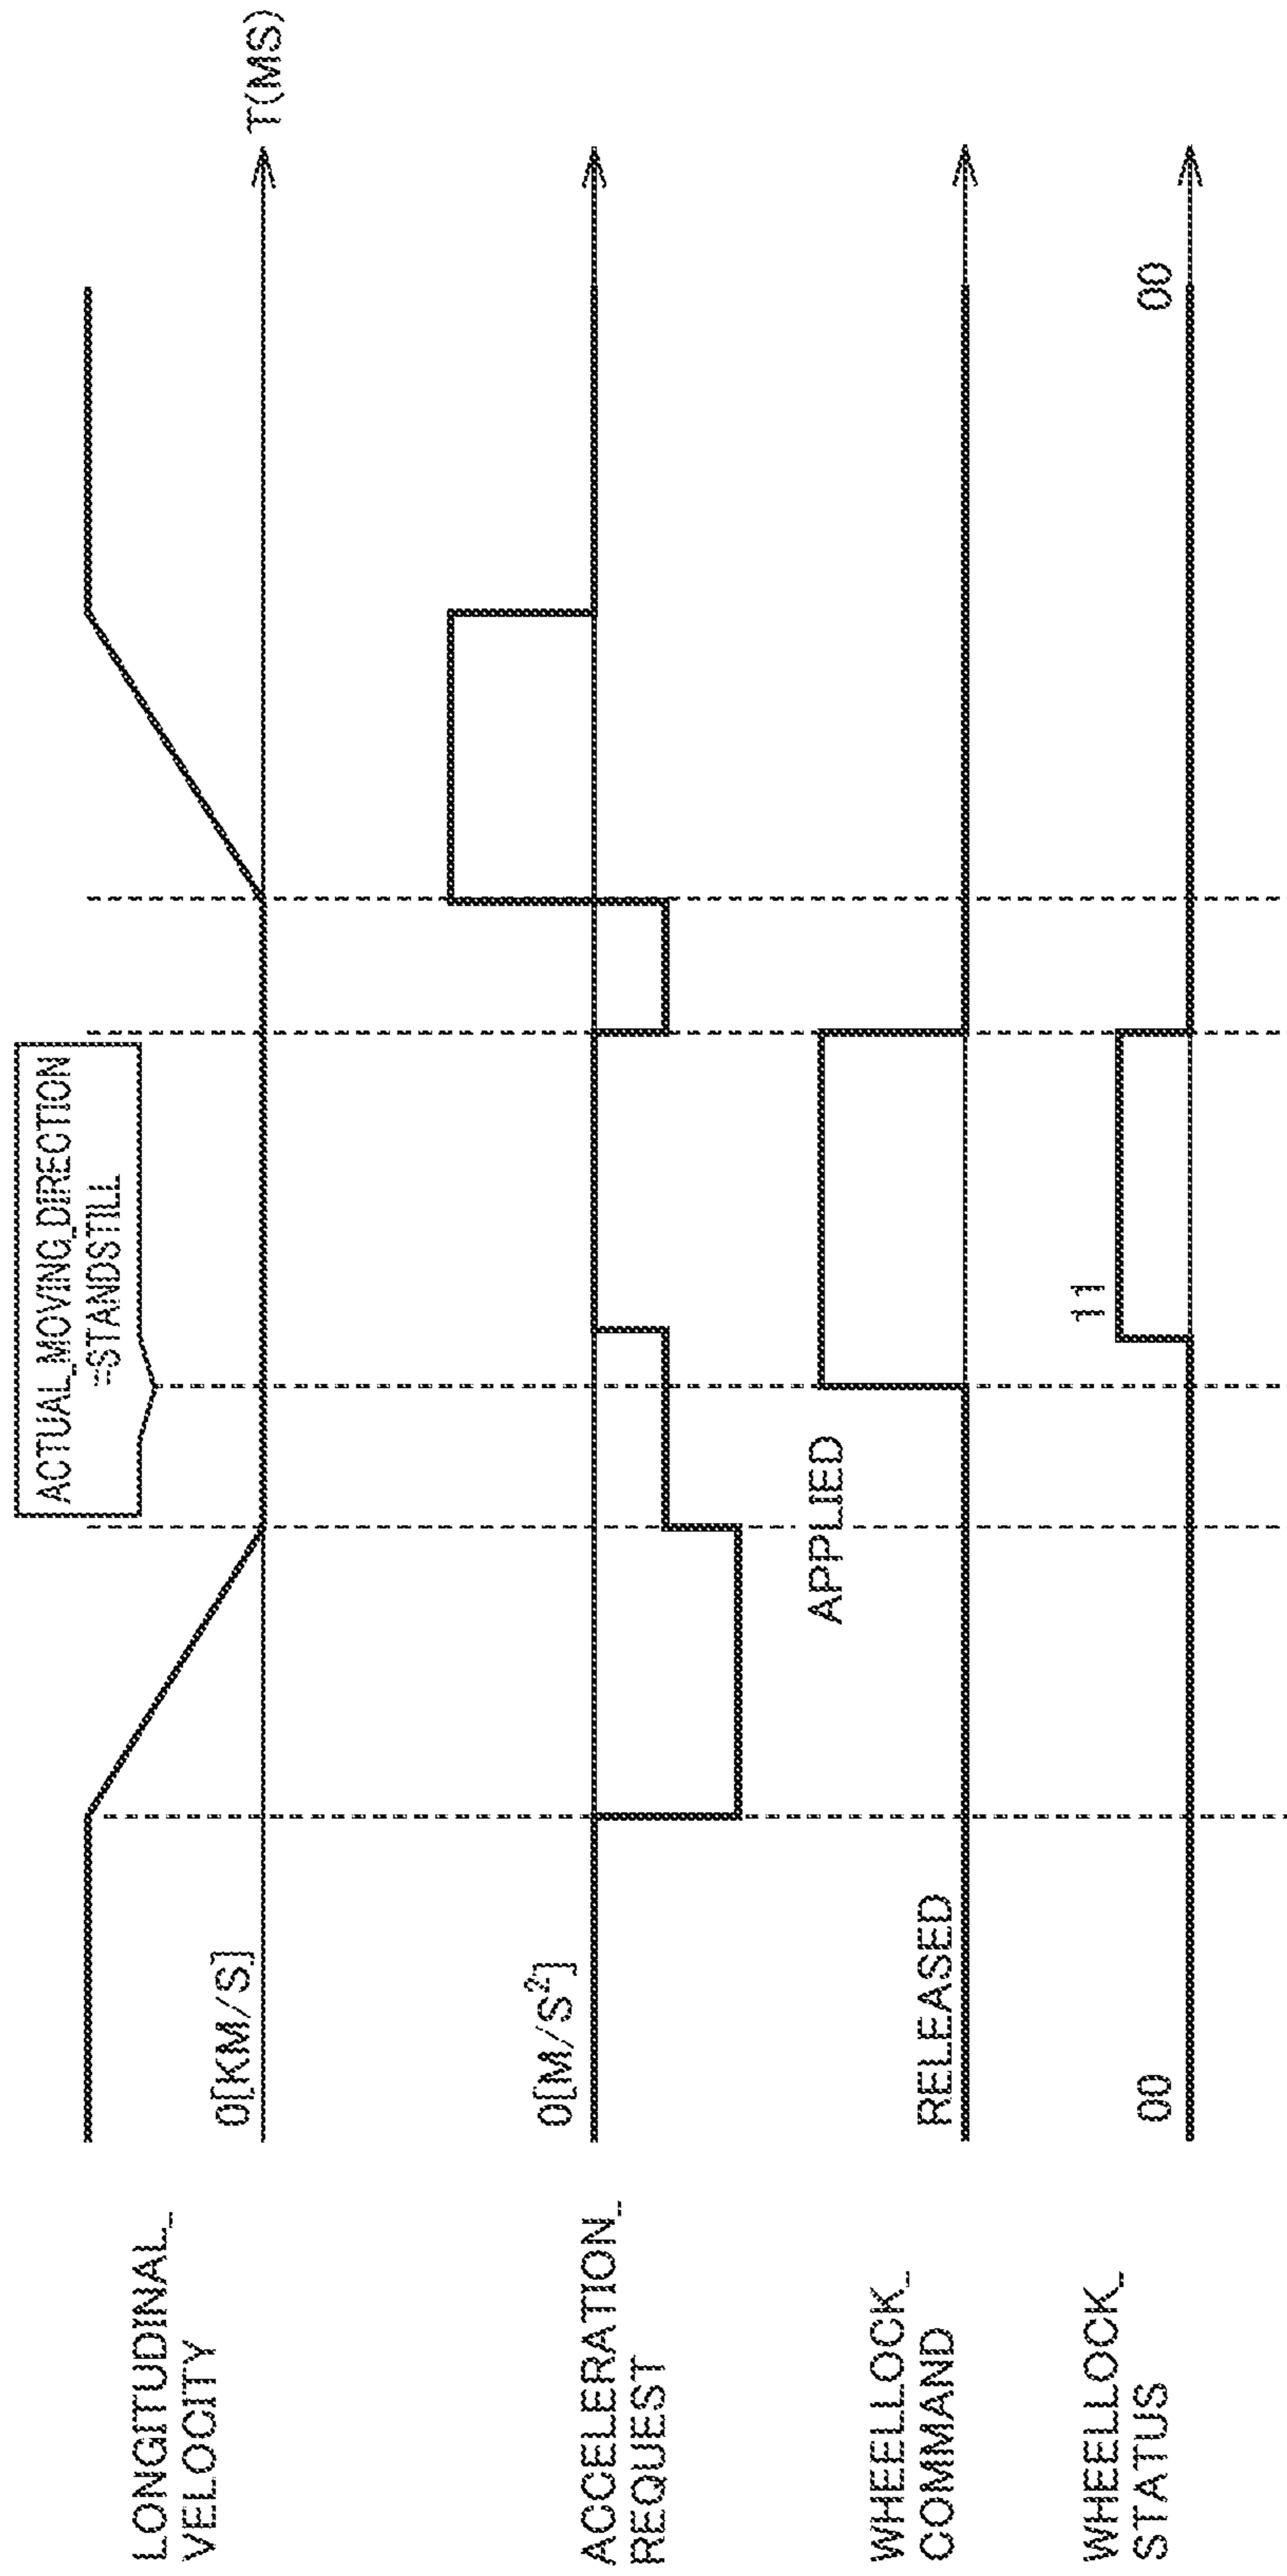 ACTUAL_MOVING_DIRECTION
=STANDSTILL
LONGITUDINAL_
VELOCITY
0[KM/S]
T(MS)
ACCELERATION_
REQUEST
0[M/S²]
WHEELLOCK_
COMMAND
RELEASED
APPLIED
WHEELLOCK_
STATUS
00
11
00